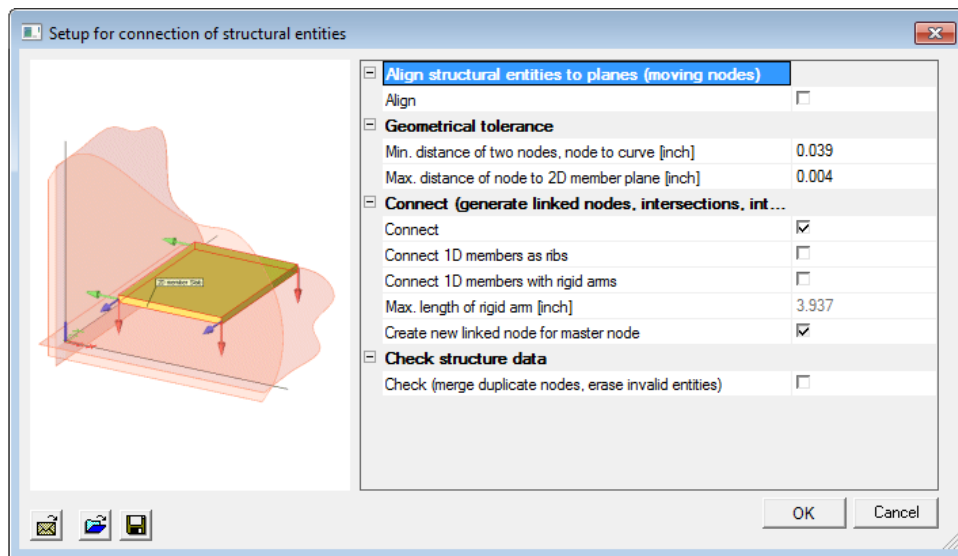 Setup for connection of structural entities
Align structural entities to planes (moving nodes)
Align
Geometrical tolerance
Min. distance of two nodes, node to curve [inch] 0.039
Max. distance of node to 2D member plane [inch] 0.004
Connect (generate linked nodes, intersections, int...
Connect
Connect 1D members as ribs
Connect 1D members with rigid arms
Max. length of rigid arm [inch] 3.937
Create new linked node for master node
Check structure data
Check (merge duplicate nodes, erase invalid entities)
2D member Slab
OK Cancel